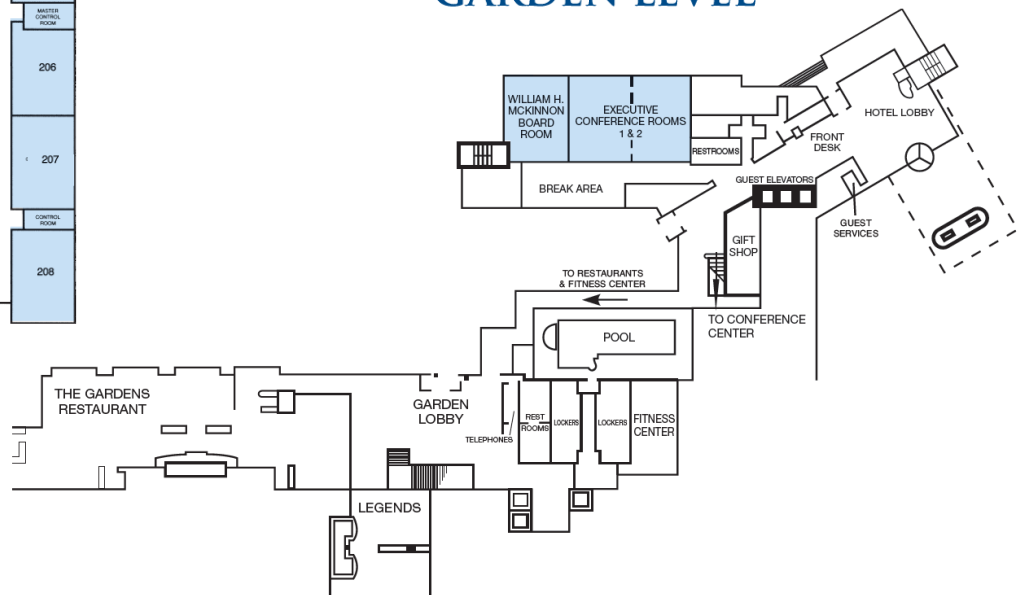 GARDEN LEVEL
MASTER
CONTROL
ROOM
206
207
CONTROL
ROOM
208
WILLIAM H.
MCKINNON
BOARD
ROOM
EXECUTIVE
CONFERENCE ROOMS
1 & 2
RESTROOMS
HOTEL LOBBY
FRONT
DESK
BREAK AREA
GUEST ELEVATORS
GUEST
SERVICES
GIFT
SHOP
TO RESTAURANTS
& FITNESS CENTER
TO CONFERENCE
CENTER
POOL
THE GARDENS
RESTAURANT
GARDEN
LOBBY
TELEPHONES
REST
ROOMS
LOCKERS
LOCKERS
FITNESS
CENTER
LEGENDS